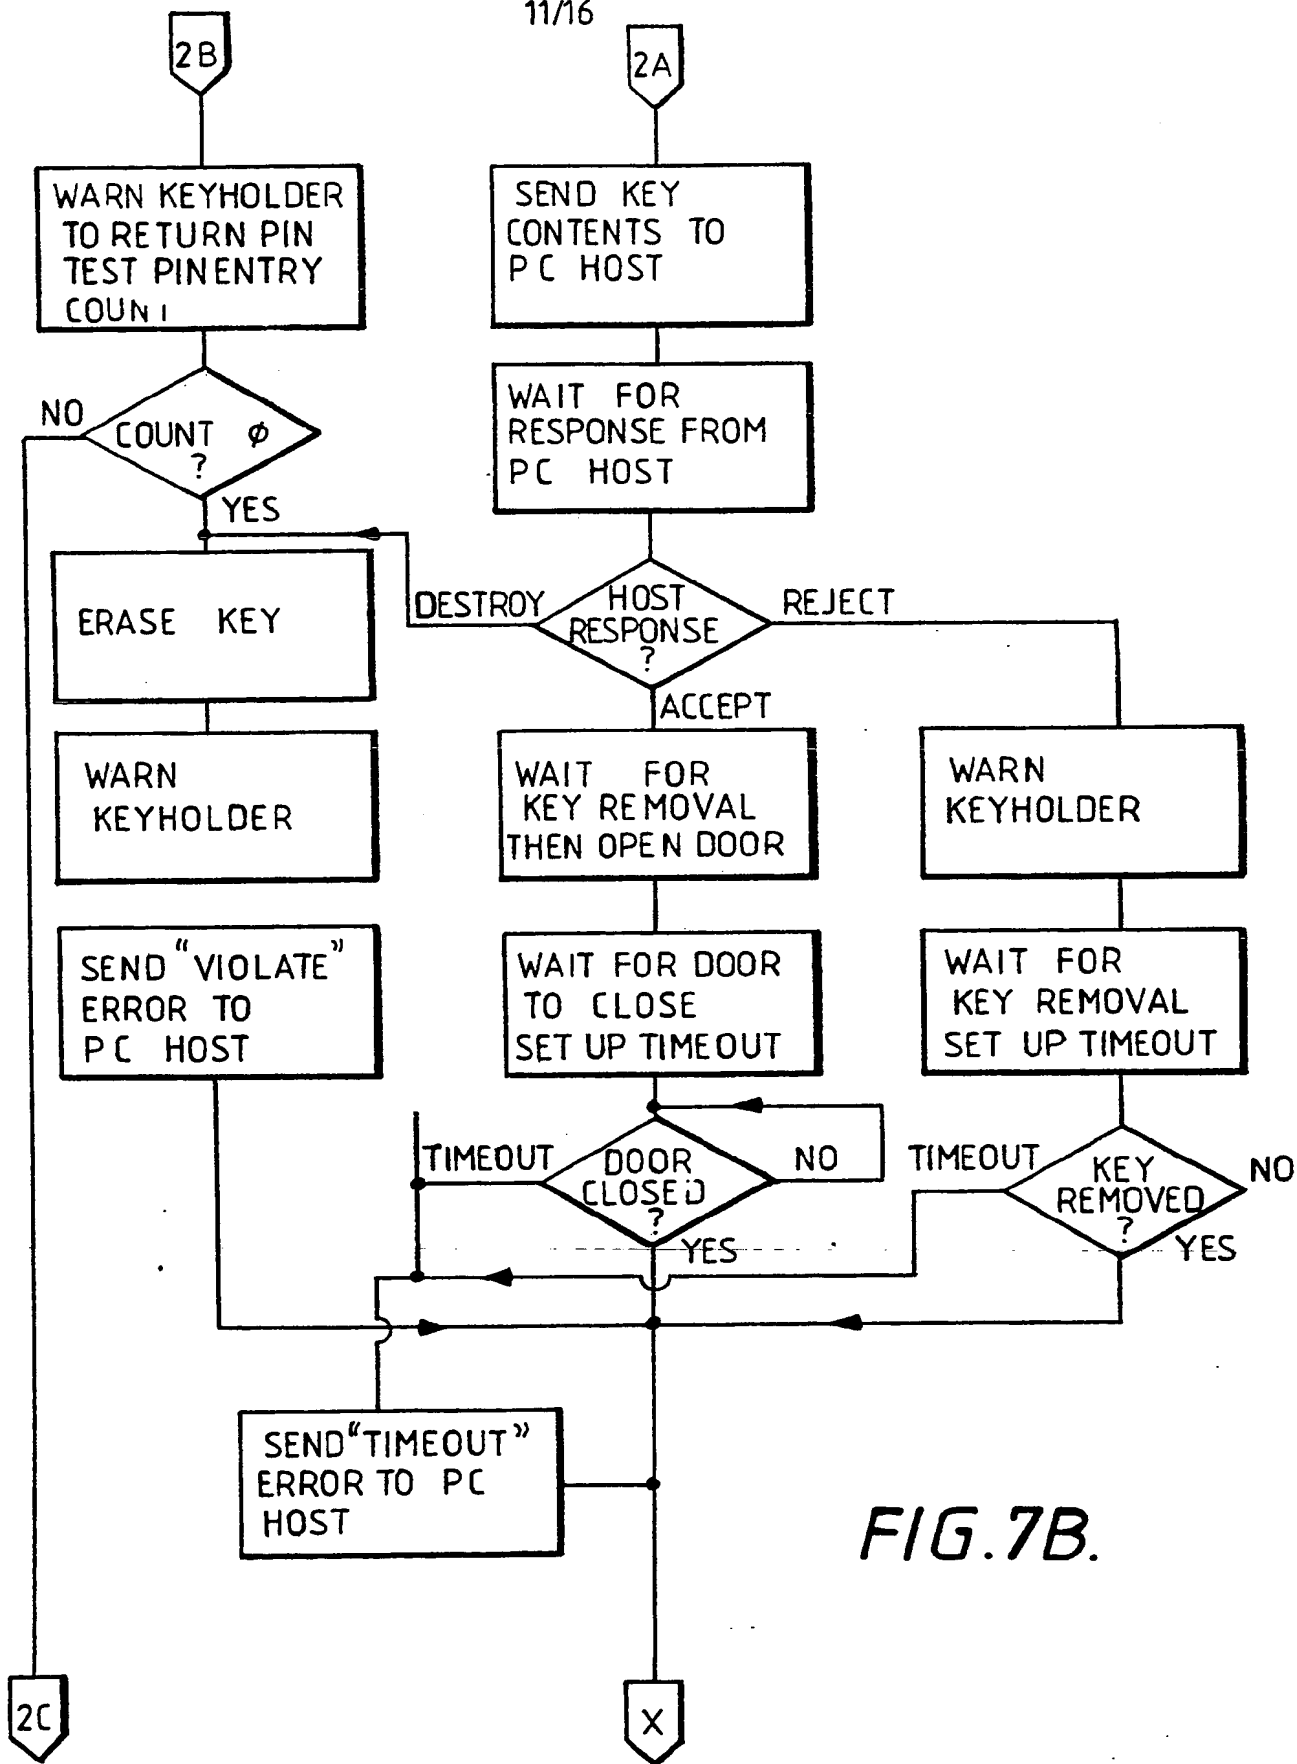 11/16
2B
2A
WARN KEYHOLDER
TO RETURN PIN
TEST PINENTRY
COUNT
SEND KEY
CONTENTS TO
PC HOST
WAIT FOR
RESPONSE FROM
PC HOST
NO
COUNT φ
?
YES
DESTROY
HOST
RESPONSE
?
REJECT
ACCEPT
ERASE KEY
WARN
KEYHOLDER
WAIT FOR
KEY REMOVAL
THEN OPEN DOOR
WARN
KEYHOLDER
SEND "VIOLATE"
ERROR TO
PC HOST
WAIT FOR DOOR
TO CLOSE
SET UP TIMEOUT
WAIT FOR
KEY REMOVAL
SET UP TIMEOUT
TIMEOUT
DOOR
CLOSED
?
NO
YES
TIMEOUT
KEY
REMOVED
?
NO
YES
SEND "TIMEOUT"
ERROR TO PC
HOST
FIG.7B.
2C
X